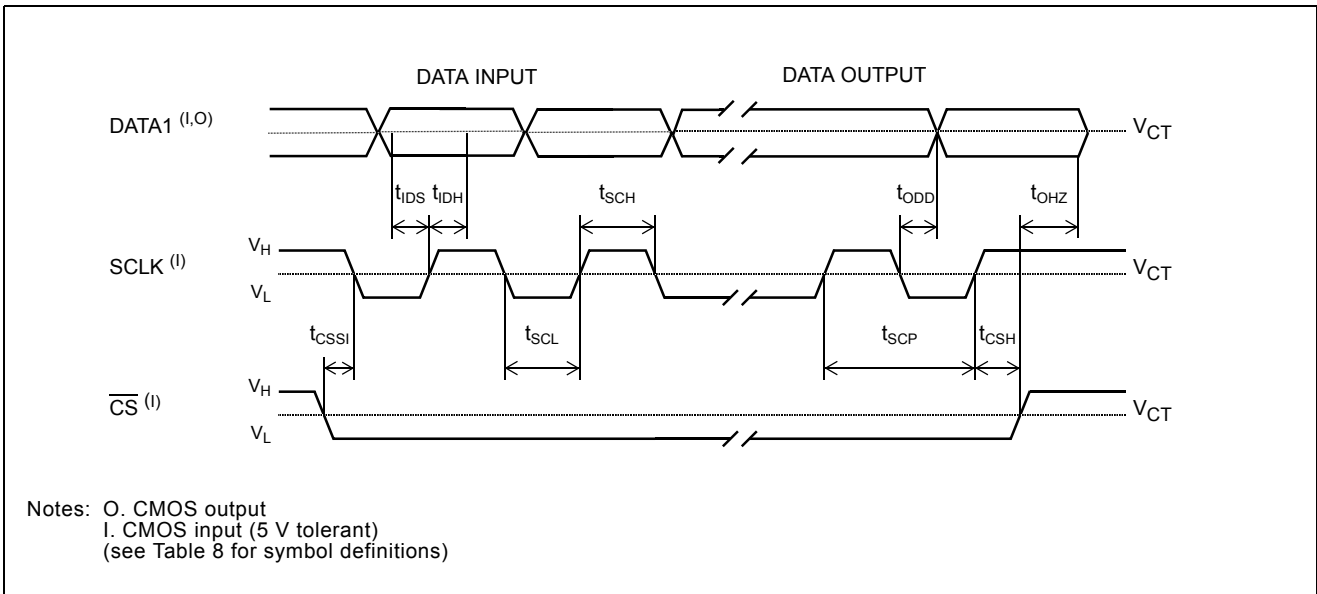 DATA INPUT DATA OUTPUT
DATA1 (I,O) VCT
tIDS tIDH tSCH tODD tOHZ
VH
SCLK (I) VCT
VL
tCSSI tSCL tSCP tCSH
VH
CS (I) VCT
VL
Notes: O. CMOS output
I. CMOS input (5 V tolerant)
(see Table 8 for symbol definitions)